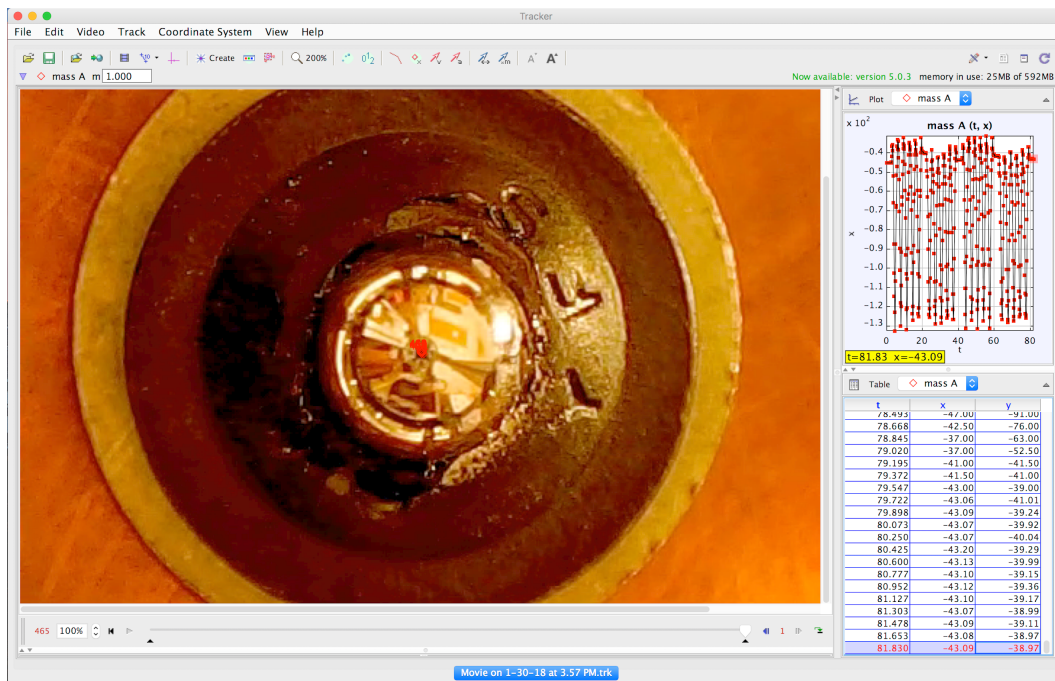 Tracker
File Edit Video Track Coordinate System View Help
Create 200%
mass A m 1.000
Now available: version 5.0.3 memory in use: 25MB of 592MB
Plot mass A
x 10²
mass A (t, x)
-0.4
-0.5
-0.6
-0.7
-0.8
-0.9
-1.0
-1.1
-1.2
-1.3
x
0 20 40 60 80
t
t=81.83 x=-43.09
Table mass A
t x y
78.493 -47.00 -91.00
78.668 -42.50 -76.00
78.845 -37.00 -63.00
79.020 -37.00 -52.50
79.195 -41.00 -41.50
79.372 -41.50 -41.00
79.547 -43.00 -39.00
79.722 -43.06 -41.01
79.898 -43.09 -39.24
80.073 -43.07 -39.92
80.250 -43.07 -40.04
80.425 -43.20 -39.29
80.600 -43.13 -39.99
80.777 -43.10 -39.15
80.952 -43.12 -39.36
81.127 -43.10 -39.17
81.303 -43.07 -38.99
81.478 -43.09 -39.11
81.653 -43.08 -38.97
81.830 -43.09 -38.97
465 100% 1
Movie on 1-30-18 at 3.57 PM.trk